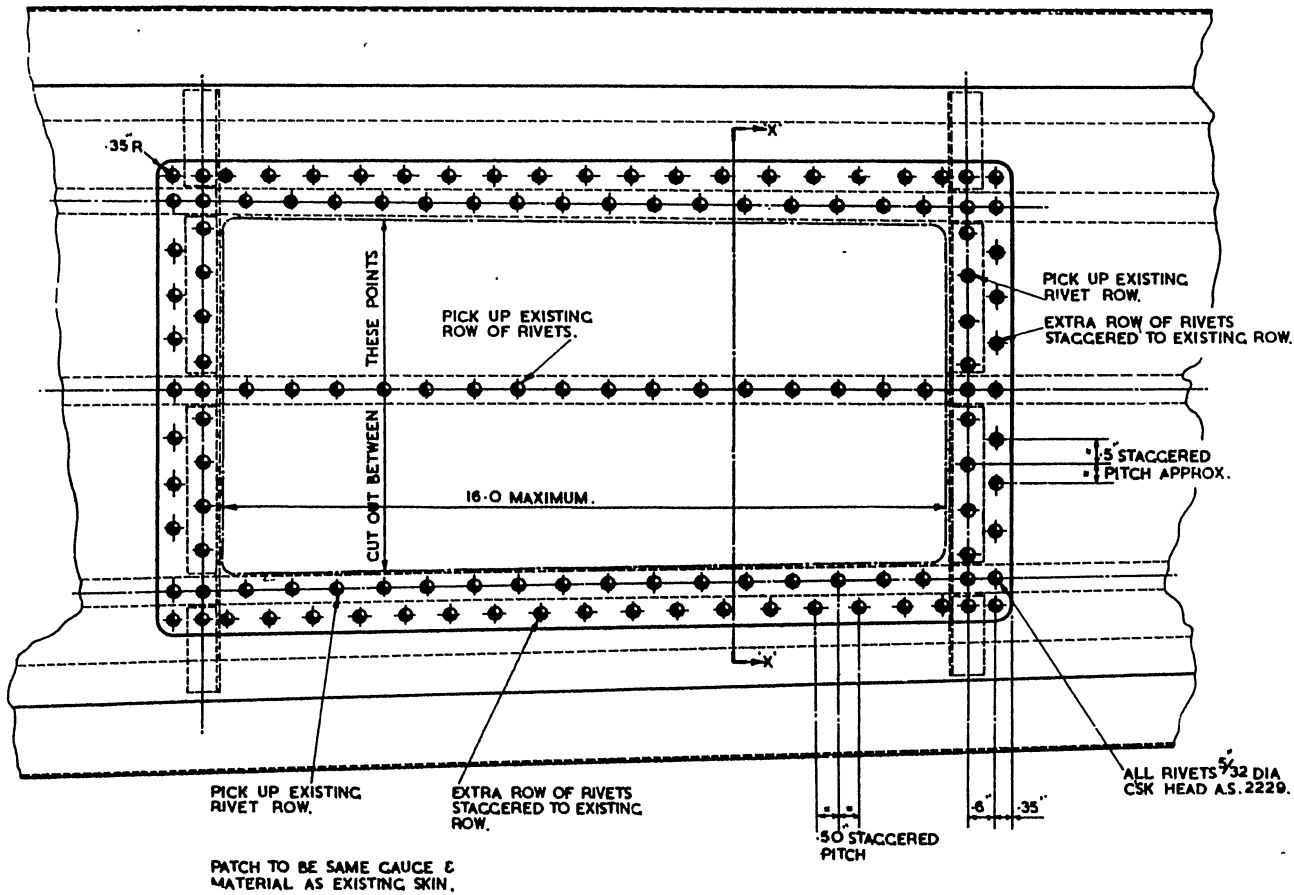 'X'
.35" R
PICK UP EXISTING
ROW OF RIVETS.
CUT OUT BETWEEN THESE POINTS
PICK UP EXISTING
RIVET ROW.
EXTRA ROW OF RIVETS
STAGGERED TO EXISTING ROW.
.5" STAGGERED
PITCH APPROX.
16.0 MAXIMUM.
'X'
PICK UP EXISTING
RIVET ROW.
EXTRA ROW OF RIVETS
STAGGERED TO EXISTING
ROW.
.50" STAGGERED
PITCH
.6"
.35"
ALL RIVETS 5/32" DIA
CSK HEAD A.S. 2229.
PATCH TO BE SAME GAUGE &
MATERIAL AS EXISTING SKIN.